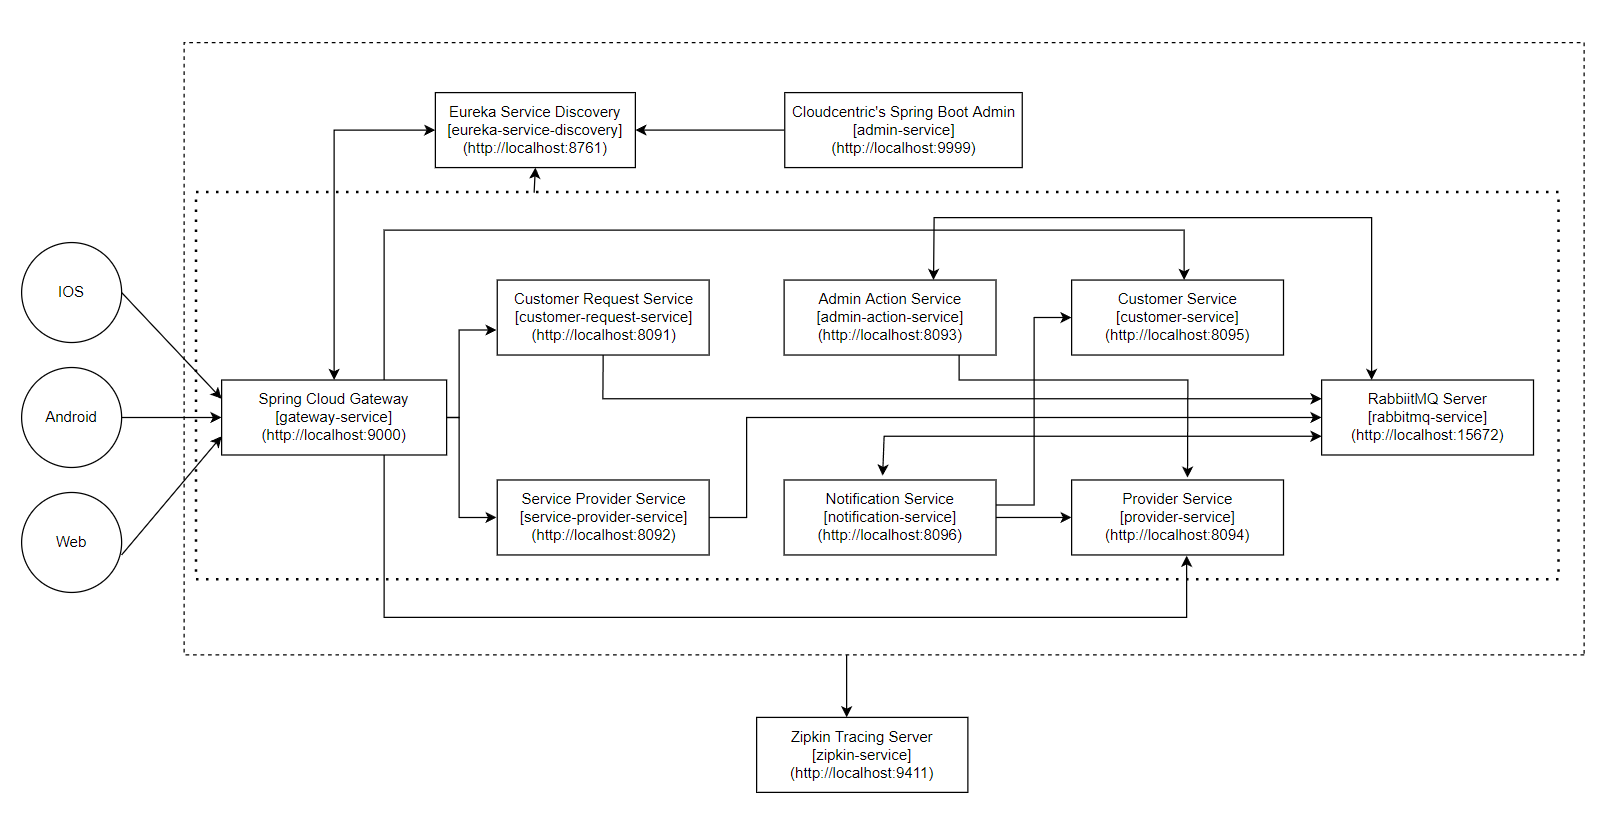 Eureka Service Discovery
[eureka-service-discovery]
(http://localhost:8761)
Cloudcentric's Spring Boot Admin
[admin-service]
(http://localhost:9999)
IOS
Android
Web
Spring Cloud Gateway
[gateway-service]
(http://localhost:9000)
Customer Request Service
[customer-request-service]
(http://localhost:8091)
Admin Action Service
[admin-action-service]
(http://localhost:8093)
Customer Service
[customer-service]
(http://localhost:8095)
RabbiitMQ Server
[rabbitmq-service]
(http://localhost:15672)
Service Provider Service
[service-provider-service]
(http://localhost:8092)
Notification Service
[notification-service]
(http://localhost:8096)
Provider Service
[provider-service]
(http://localhost:8094)
Zipkin Tracing Server
[zipkin-service]
(http://localhost:9411)